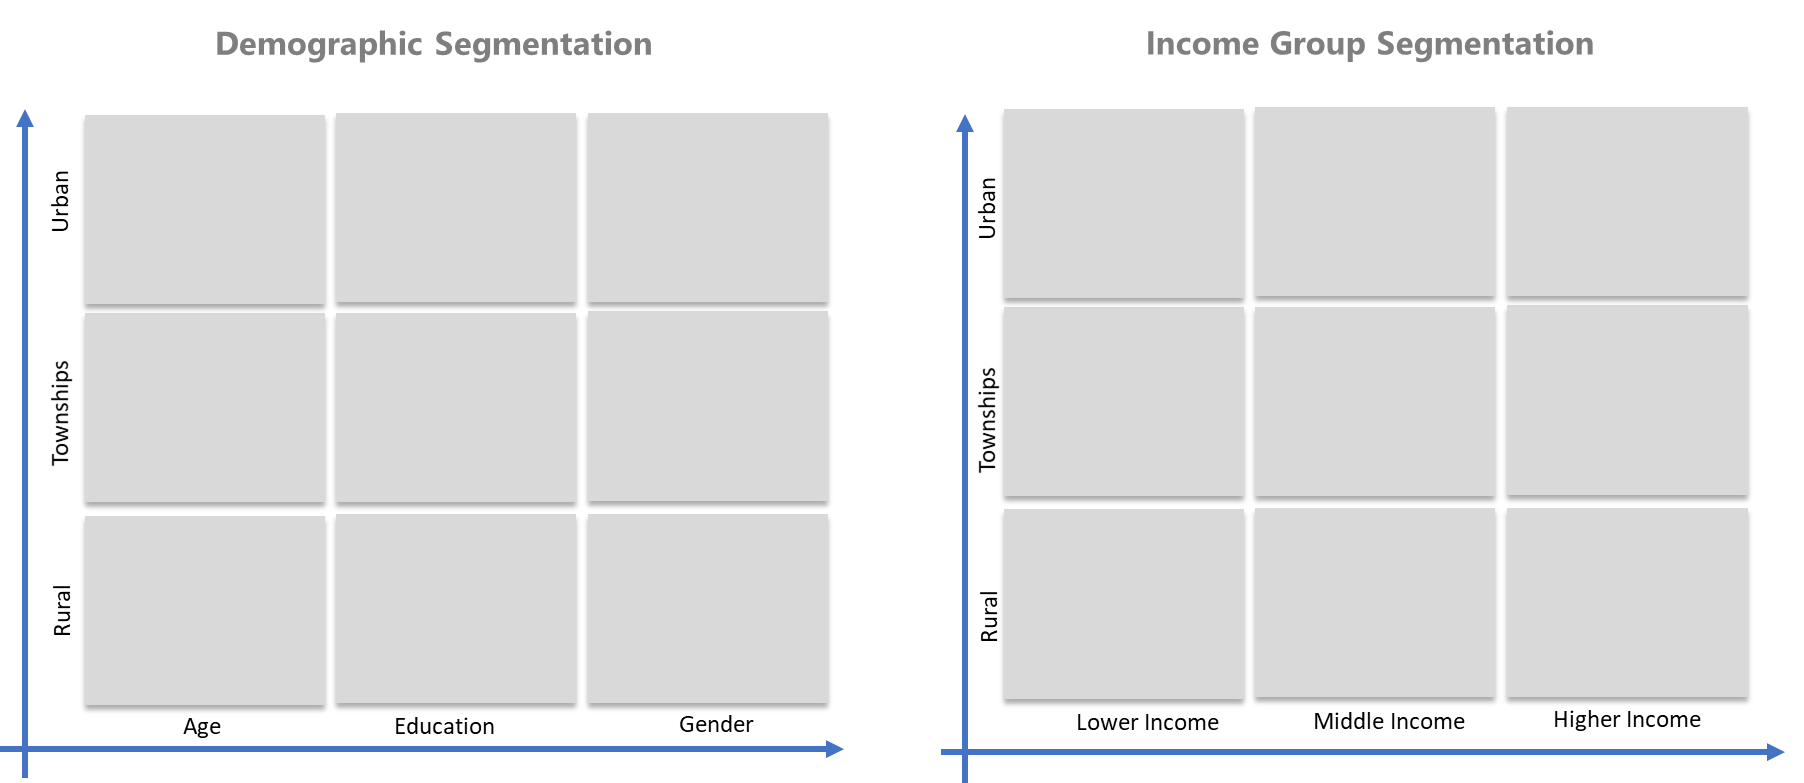 Demographic Segmentation
Urban
Townships
Rural
Age
Education
Gender
Income Group Segmentation
Urban
Townships
Rural
Lower Income
Middle Income
Higher Income